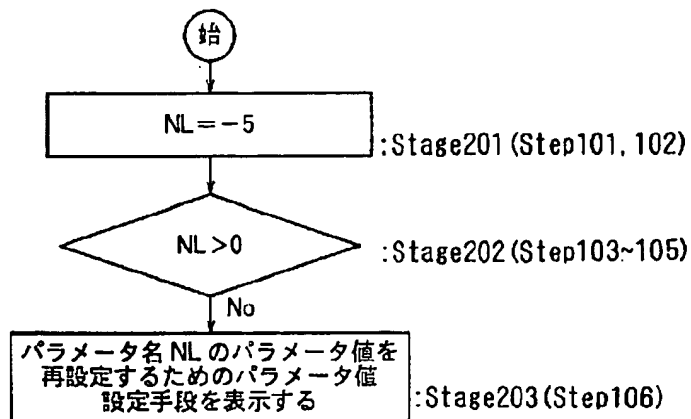 始
NL=-5
:Stage201(Step101, 102)
NL>0
:Stage202(Step103~105)
No
パラメータ名 NL のパラメータ値を
再設定するためのパラメータ値
設定手段を表示する
:Stage203(Step106)